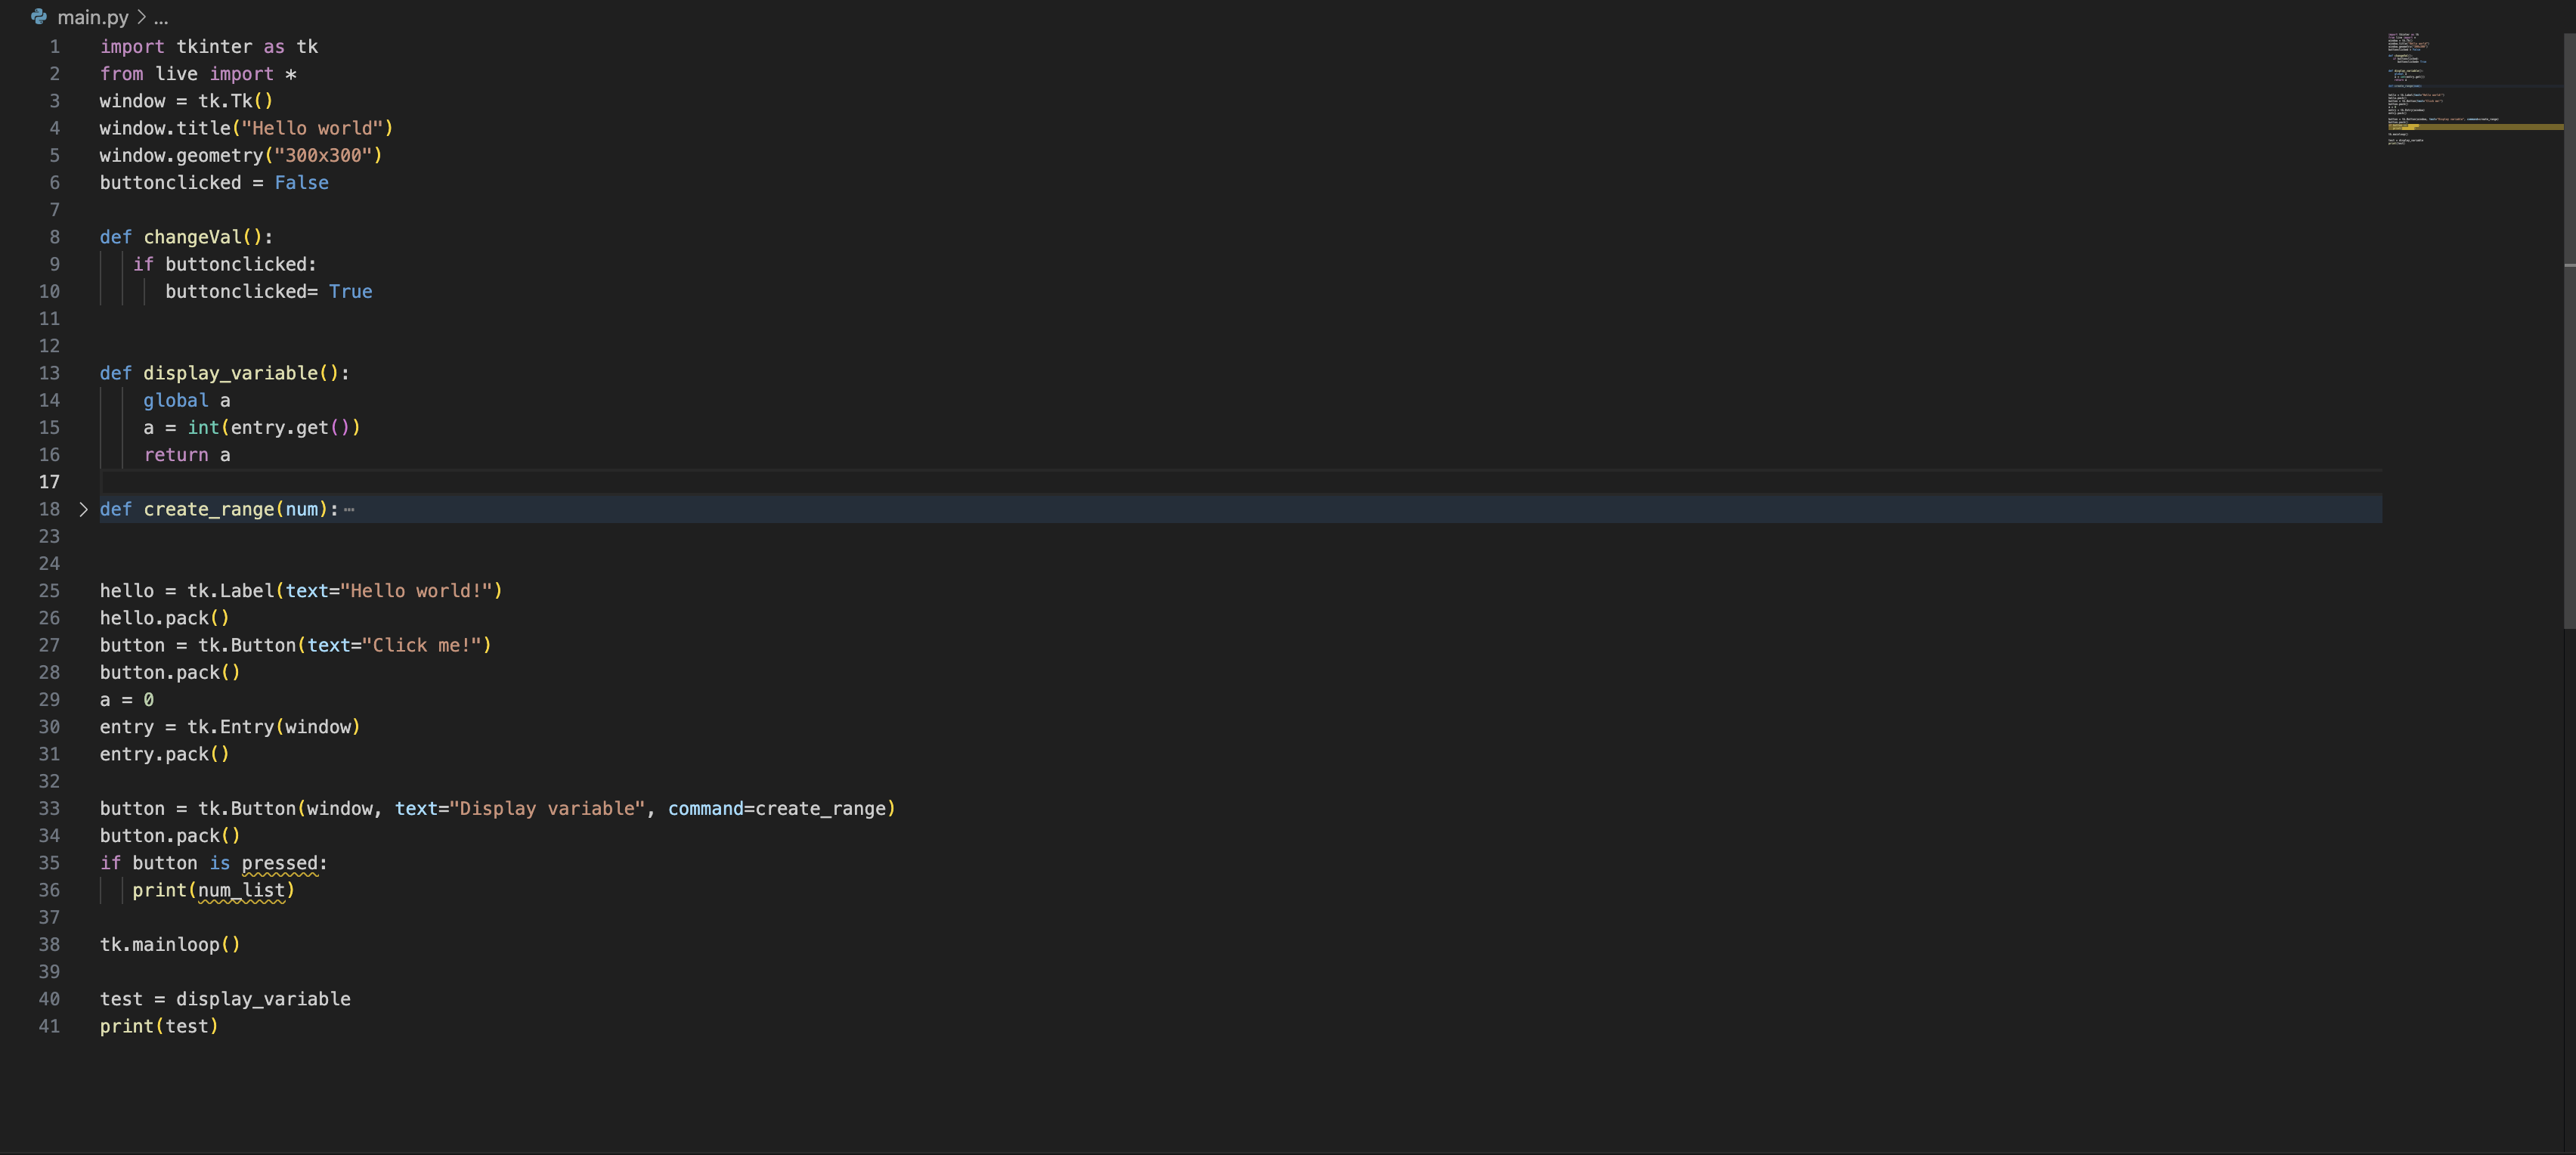 main.py > ...
1 import tkinter as tk
2 from live import *
3 window = tk.Tk()
4 window.title("Hello world")
5 window.geometry("300x300")
6 buttonclicked = False
7
8 def changeVal():
9 if buttonclicked:
10 buttonclicked= True
11
12
13 def display_variable():
14 global a
15 a = int(entry.get())
16 return a
17
18 > def create_range(num): ⋯
23
24
25 hello = tk.Label(text="Hello world!")
26 hello.pack()
27 button = tk.Button(text="Click me!")
28 button.pack()
29 a = 0
30 entry = tk.Entry(window)
31 entry.pack()
32
33 button = tk.Button(window, text="Display variable", command=create_range)
34 button.pack()
35 if button is pressed:
36 print(num_list)
37
38 tk.mainloop()
39
40 test = display_variable
41 print(test)